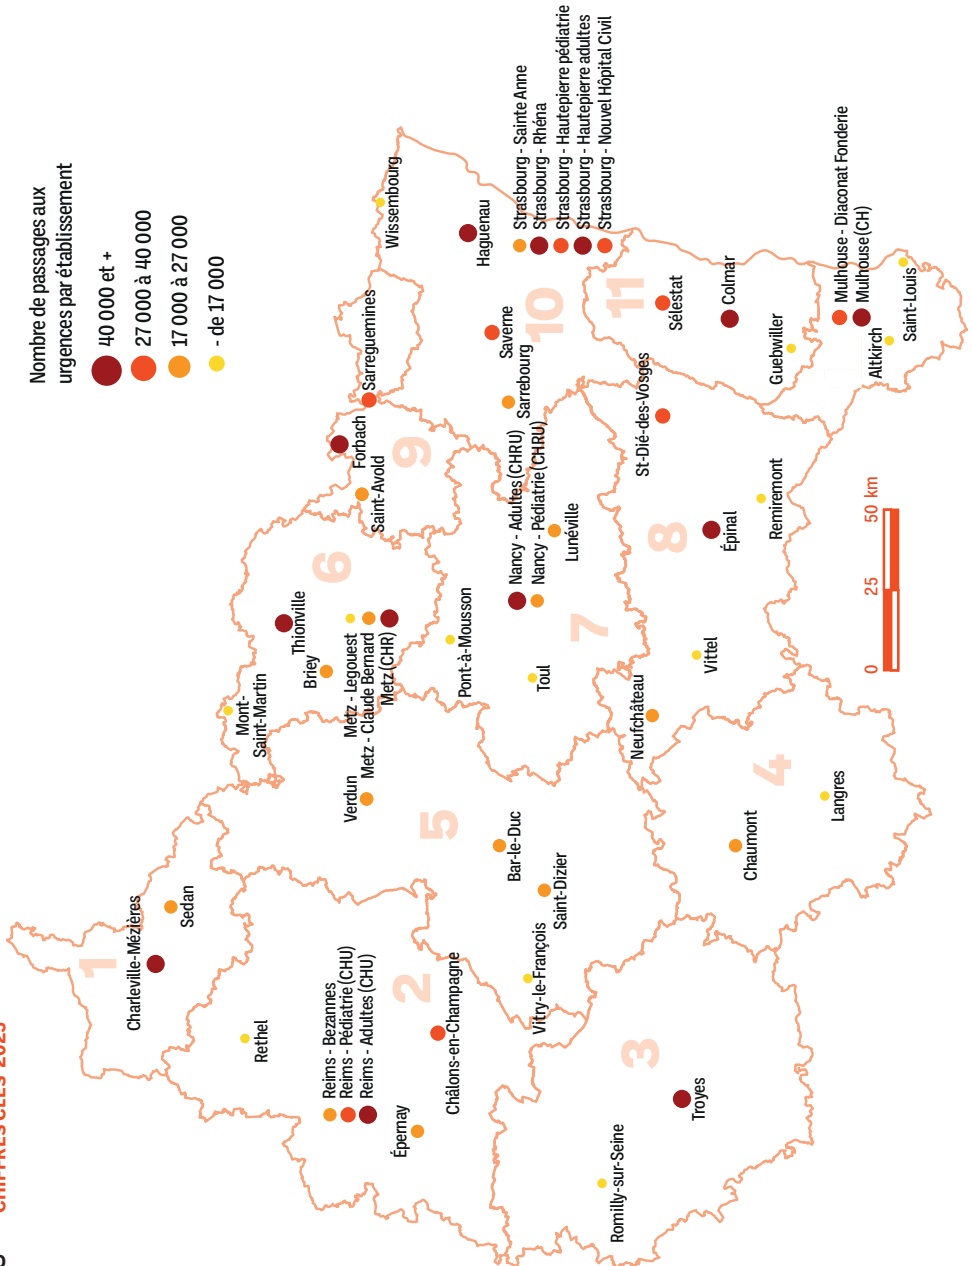 CHIFFRES CLÉS 2023
Nombre de passages aux
urgences par établissement
40 000 et +
27 000 à 40 000
17 000 à 27 000
- de 17 000
1
Charleville-Mézières
Sedan
Rethel
2
Reims - Bezannes
Reims - Pédiatrie (CHU)
Reims - Adultes (CHU)
Épernay
Châlons-en-Champagne
Vitry-le-François
3
Romilly-sur-Seine
Troyes
4
Chaumont
Langres
5
Verdun
Bar-le-Duc
Saint-Dizier
6
Mont-
Saint-Martin
Thionville
Briey
Metz - Legouest
Metz - Claude Bernard
Metz (CHR)
7
Pont-à-Mousson
Toul
Nancy - Adultes (CHRU)
Nancy - Pédiatrie (CHRU)
Lunéville
8
Neufchâteau
Vittel
Épinal
Remiremont
St-Dié-des-Vosges
9
Forbach
Saint-Avold
Sarreguemines
10
Wissembourg
Haguenau
Saverne
Sarrebourg
Strasbourg - Sainte Anne
Strasbourg - Rhéna
Strasbourg - Hautepierre pédiatrie
Strasbourg - Hautepierre adultes
Strasbourg - Nouvel Hôpital Civil
11
Sélestat
Colmar
Guebwiller
Mulhouse - Diaconat Fonderie
Mulhouse (CH)
Altkirch
Saint-Louis
0
25
50 km